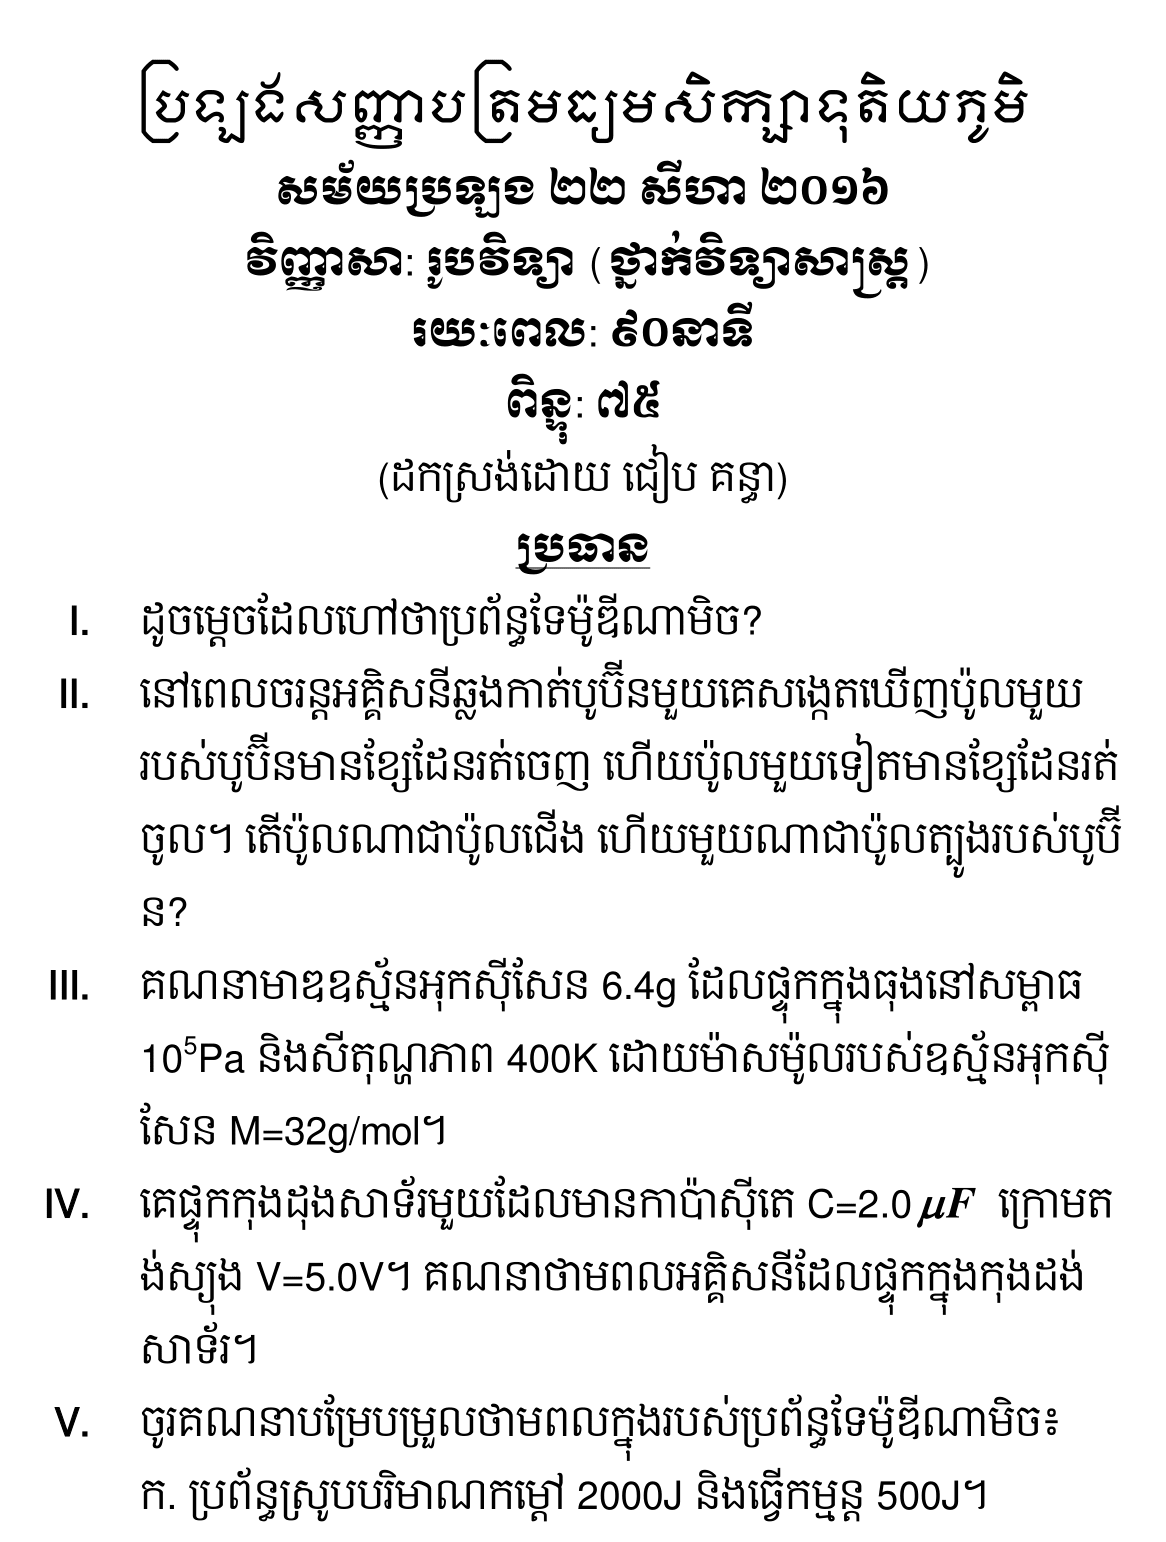 ប្រឡងសញ្ញាបត្រមធ្យមសិក្សាទុតិយភូមិ
សម័យប្រឡង ២២ សីហា ២០១៦
វិញ្ញាសា: រូបវិទ្យា (ថ្នាក់វិទ្យាសាស្ត្រ)
រយៈពេល: ៩០នាទី
ពិន្ទុ: ៧៥
(ដកស្រង់ដោយ ជៀប គន្ធា)
ប្រធាន
I. ដូចម្តេចដែលហៅថាប្រព័ន្ធទែម៉ូឌីណាមិច?
II. នៅពេលចរន្តអគ្គិសនីឆ្លងកាត់បូប៊ីនមួយគេសង្កេតឃើញប៉ូលមួយ
របស់បូប៊ីនមានខ្សែដែនរត់ចេញ ហើយប៉ូលមួយទៀតមានខ្សែដែនរត់
ចូល។ តើប៉ូលណាជាប៉ូលជើង ហើយមួយណាជាប៉ូលត្បូងរបស់បូប៊ី
ន?
III. គណនាមាឌឧស្ម័នអុកស៊ីសែន 6.4g ដែលផ្ទុកក្នុងធុងនៅសម្ពាធ
10⁵Pa និងសីតុណ្ហភាព 400K ដោយម៉ាសម៉ូលរបស់ឧស្ម័នអុកស៊ី
សែន M=32g/mol។
IV. គេផ្ទុកកុងដុងសាទ័រមួយដែលមានកាប៉ាស៊ីតេ C=2.0 μF ក្រោមត
ង់ស្យុង V=5.0V។ គណនាថាមពលអគ្គិសនីដែលផ្ទុកក្នុងកុងដង់
សាទ័រ។
V. ចូរគណនាបម្រែបម្រួលថាមពលក្នុងរបស់ប្រព័ន្ធទែម៉ូឌីណាមិច៖
ក. ប្រព័ន្ធស្រូបបរិមាណកម្តៅ 2000J និងធ្វើកម្មន្ត 500J។